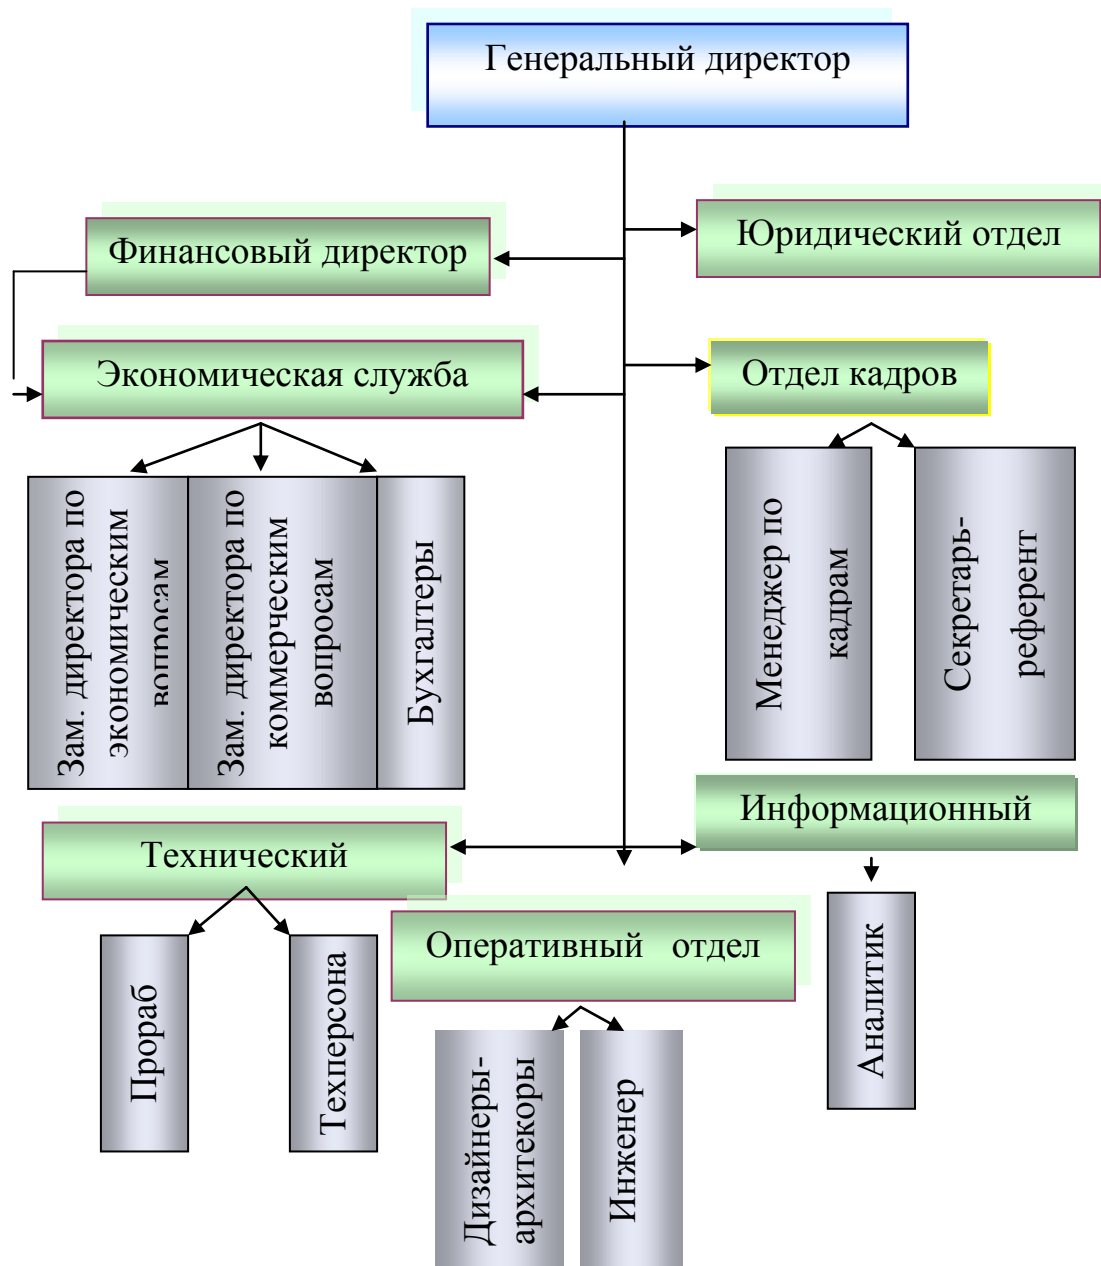 Генеральный директор
Финансовый директор
Юридический отдел
Экономическая служба
Отдел кадров
Зам. директора по
экономическим
вопросам
Зам. директора по
коммерческим
вопросам
Бухгалтеры
Менеджер по
кадрам
Секретарь-
референт
Технический
Информационный
Прораб
Техперсона
Оперативный отдел
Аналитик
Дизайнеры-
архитекоры
Инженер